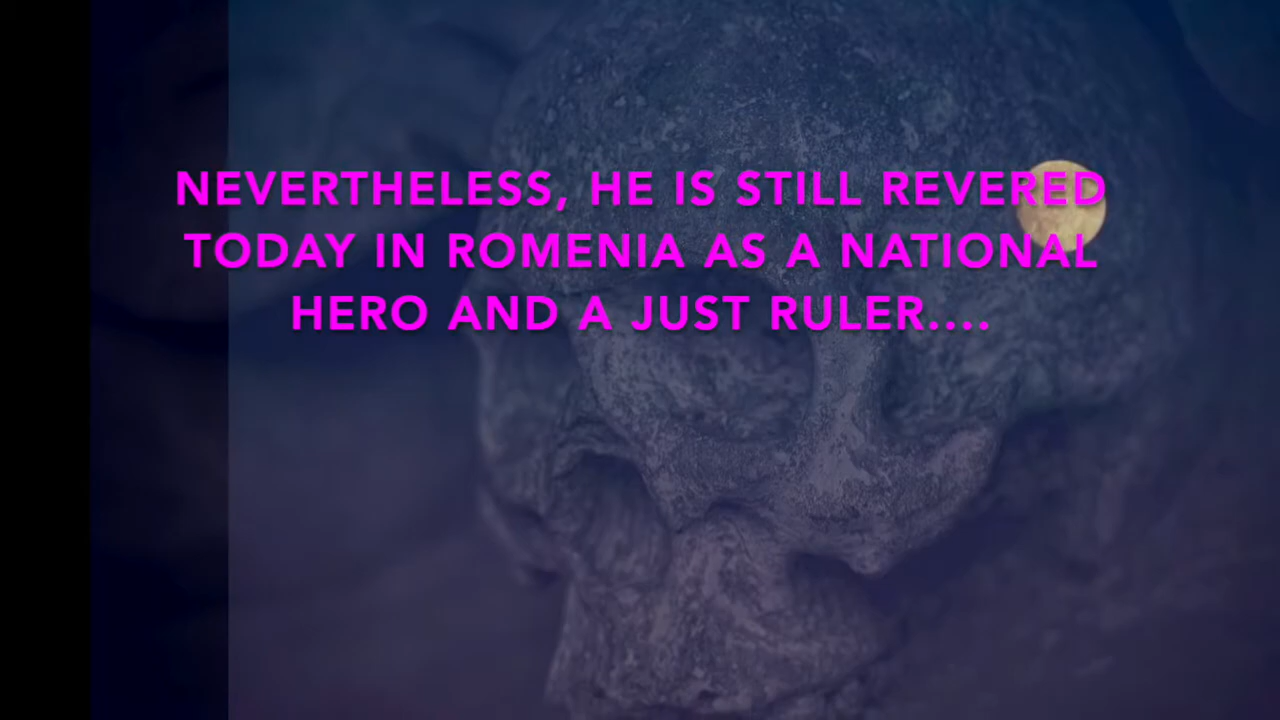 NEVERTHELESS, HE IS STILL REVERED
TODAY IN ROMENIA AS A NATIONAL
HERO AND A JUST RULER....